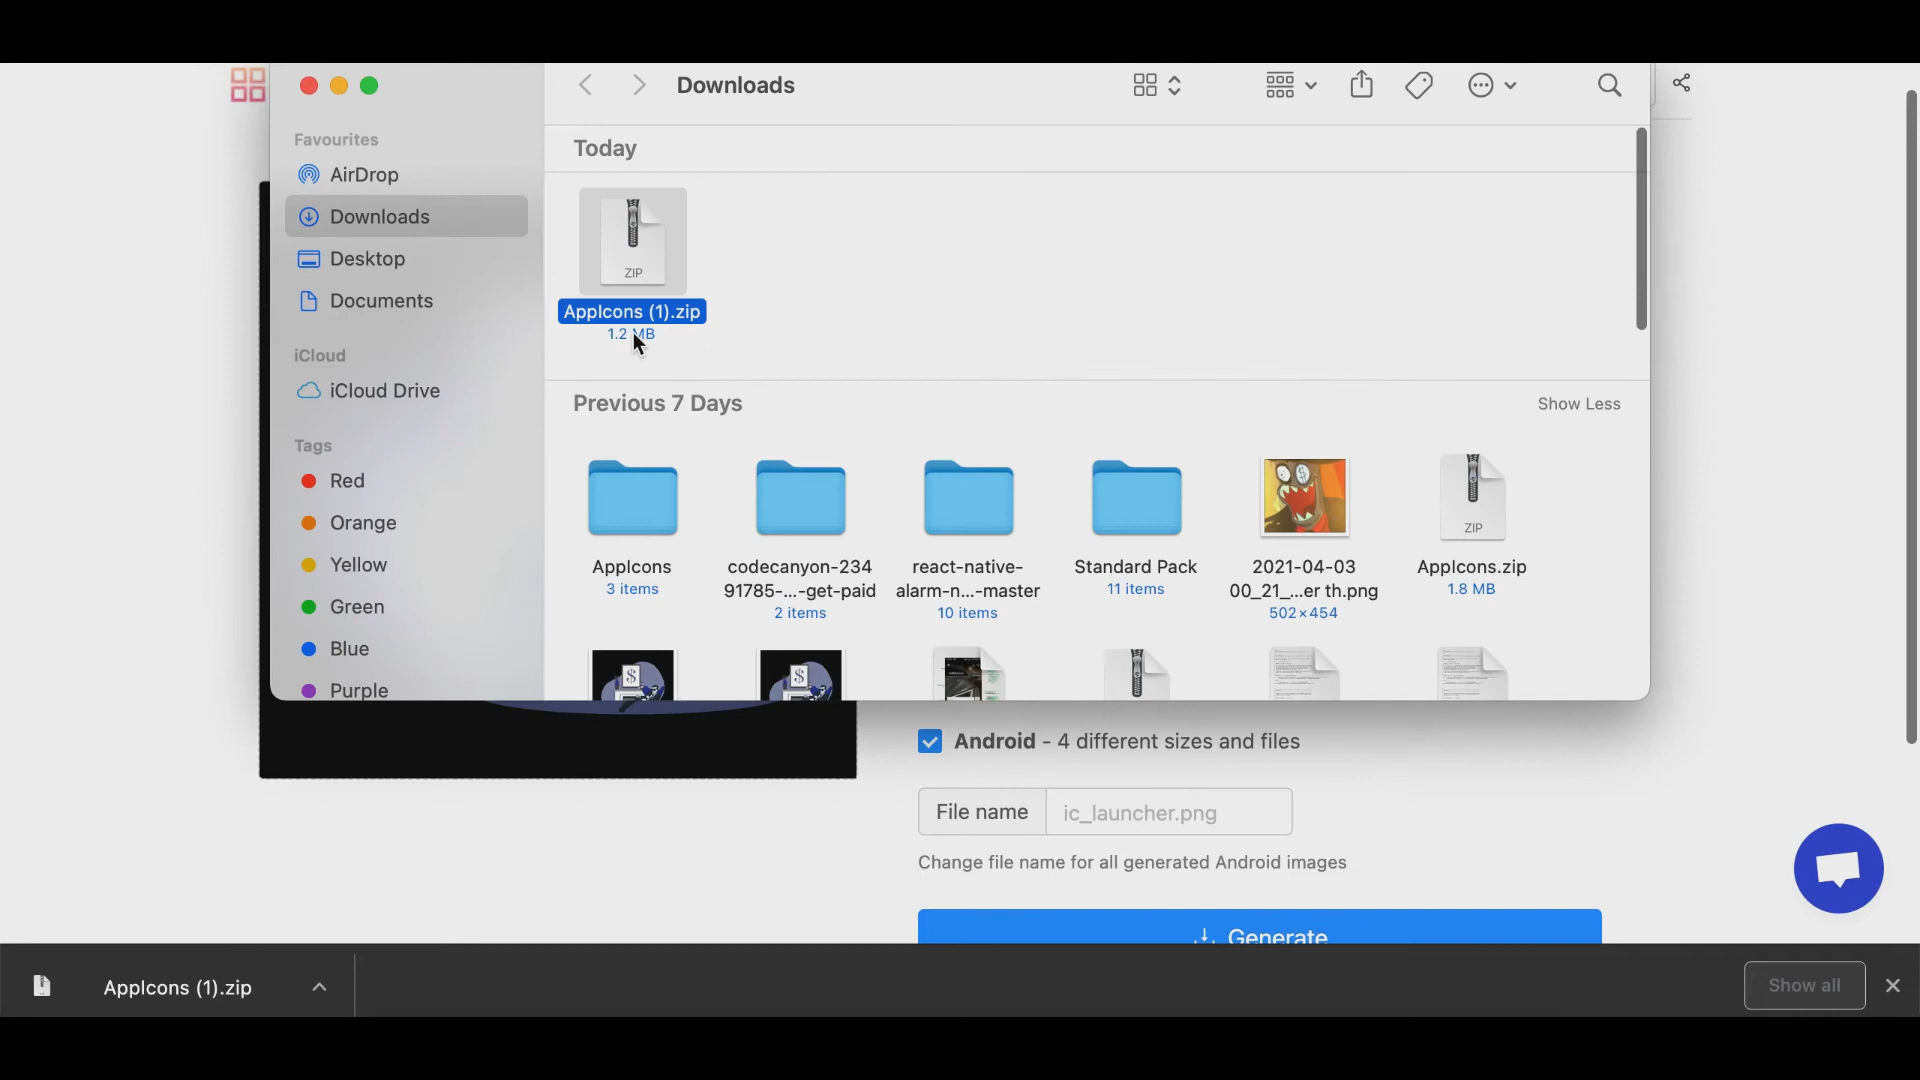 Downloads
Favourites
AirDrop
Downloads
Desktop
Documents
iCloud
iCloud Drive
Tags
Red
Orange
Yellow
Green
Blue
Purple
Today
ZIP
AppIcons (1).zip
1.2 MB
Previous 7 Days
Show Less
AppIcons
3 items
codecanyon-234
91785-...-get-paid
2 items
react-native-
alarm-n...-master
10 items
Standard Pack
11 items
2021-04-03
00_21_...er th.png
502×454
ZIP
AppIcons.zip
1.8 MB
$
$
Android - 4 different sizes and files
File name
ic_launcher.png
Change file name for all generated Android images
Generate
AppIcons (1).zip
Show all